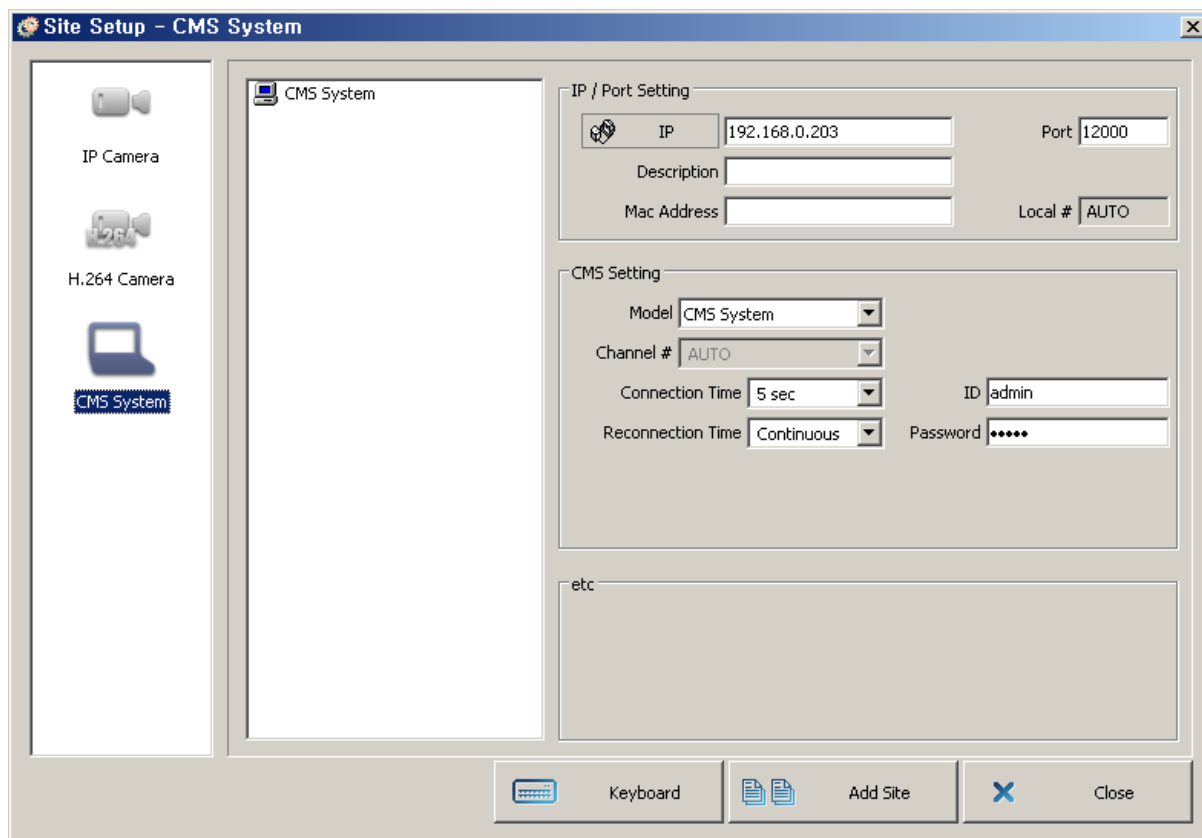 Site Setup - CMS System
IP Camera
H.264
H.264 Camera
CMS System
CMS System
IP / Port Setting
IP 192.168.0.203 Port 12000
Description
Mac Address Local # AUTO
CMS Setting
Model CMS System
Channel # AUTO
Connection Time 5 sec ID admin
Reconnection Time Continuous Password •••••
etc
Keyboard Add Site Close